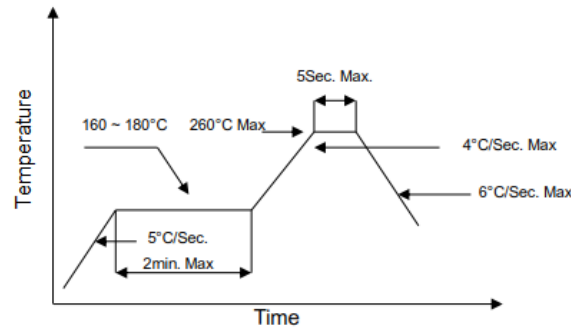 5Sec. Max.
160 ~ 180°C
260°C Max
4°C/Sec. Max
6°C/Sec. Max
5°C/Sec.
2min. Max
Temperature
Time